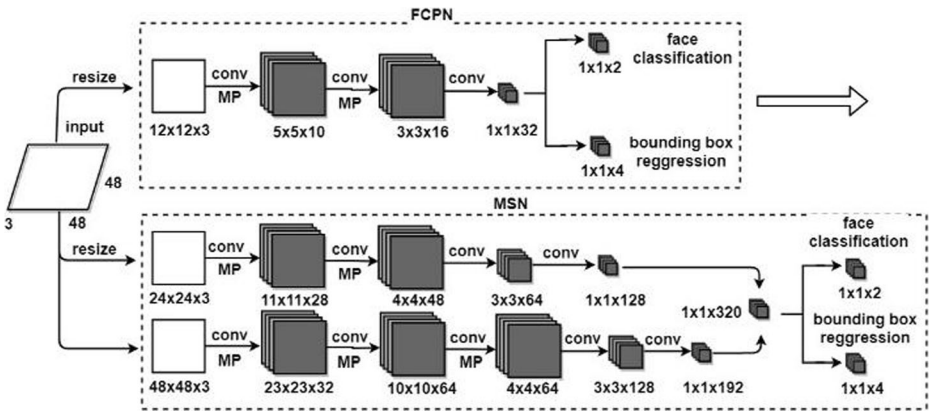 FCPN
resize
conv
MP
conv
MP
conv
1x1x2
face
classification
12x12x3
5x5x10
3x3x16
1x1x32
bounding box
reggression
1x1x4
input
48
3
48
resize
MSN
conv
MP
conv
MP
conv
conv
face
classification
24x24x3
11x11x28
4x4x48
3x3x64
1x1x128
1x1x320
1x1x2
bounding box
reggression
1x1x4
conv
MP
conv
MP
conv
MP
conv
conv
48x48x3
23x23x32
10x10x64
4x4x64
3x3x128
1x1x192